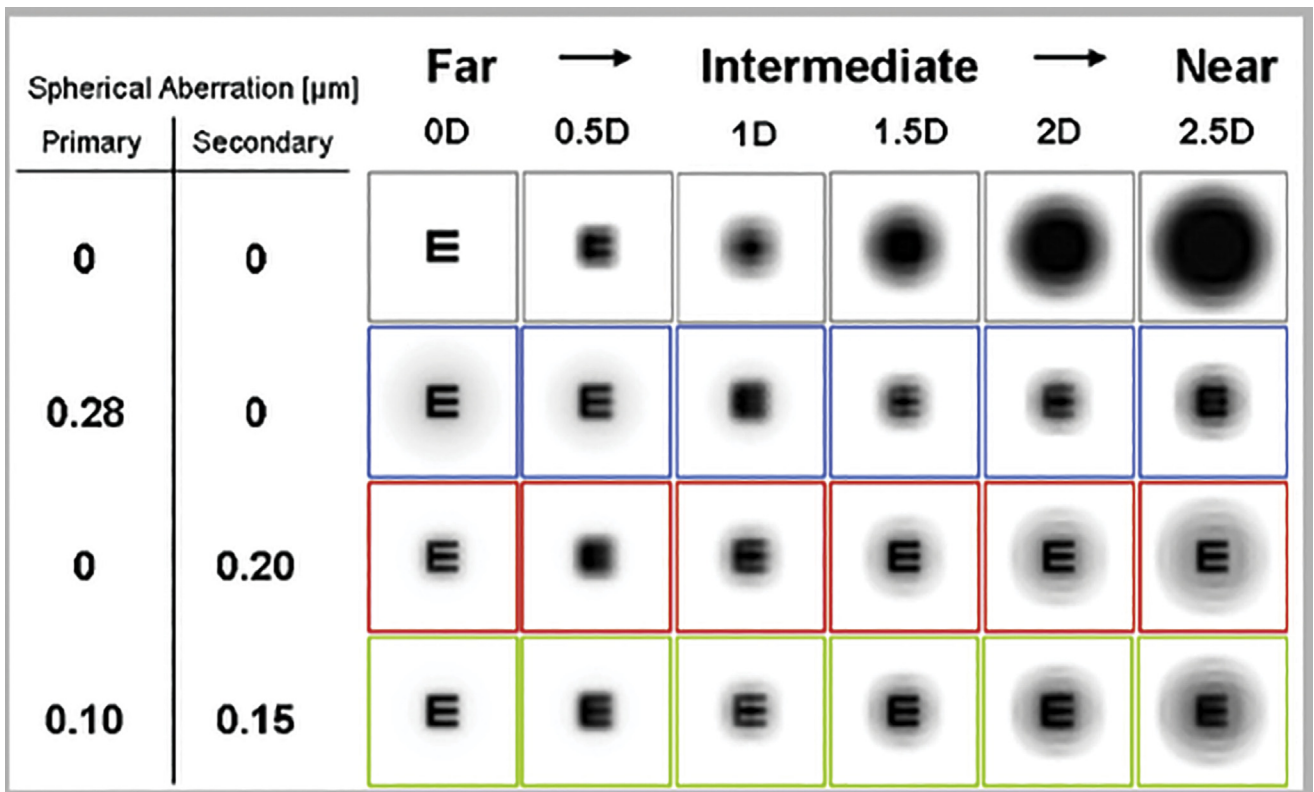 Far → Intermediate → Near
Spherical Aberration [µm]
Primary Secondary 0D 0.5D 1D 1.5D 2D 2.5D
0 0 E E E
0.28 0 E E E E E E
0 0.20 E E E E E E
0.10 0.15 E E E E E E